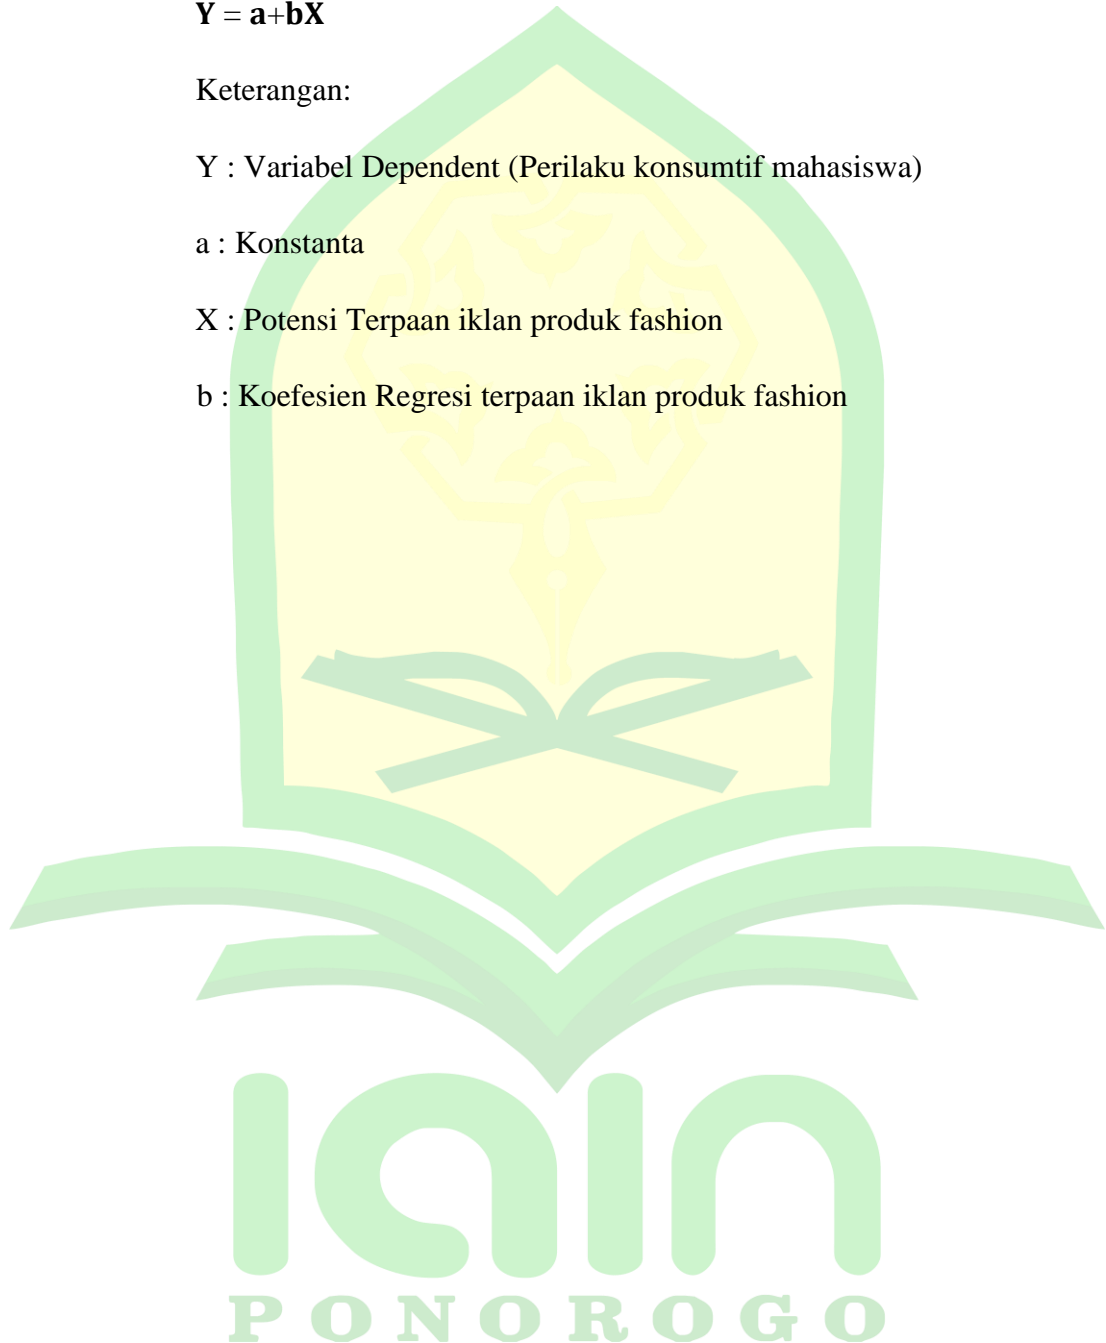 Y = a+bX
Keterangan:
Y : Variabel Dependent (Perilaku konsumtif mahasiswa)
a : Konstanta
X : Potensi Terpaan iklan produk fashion
b : Koefesien Regresi terpaan iklan produk fashion
iain
PONOROGO